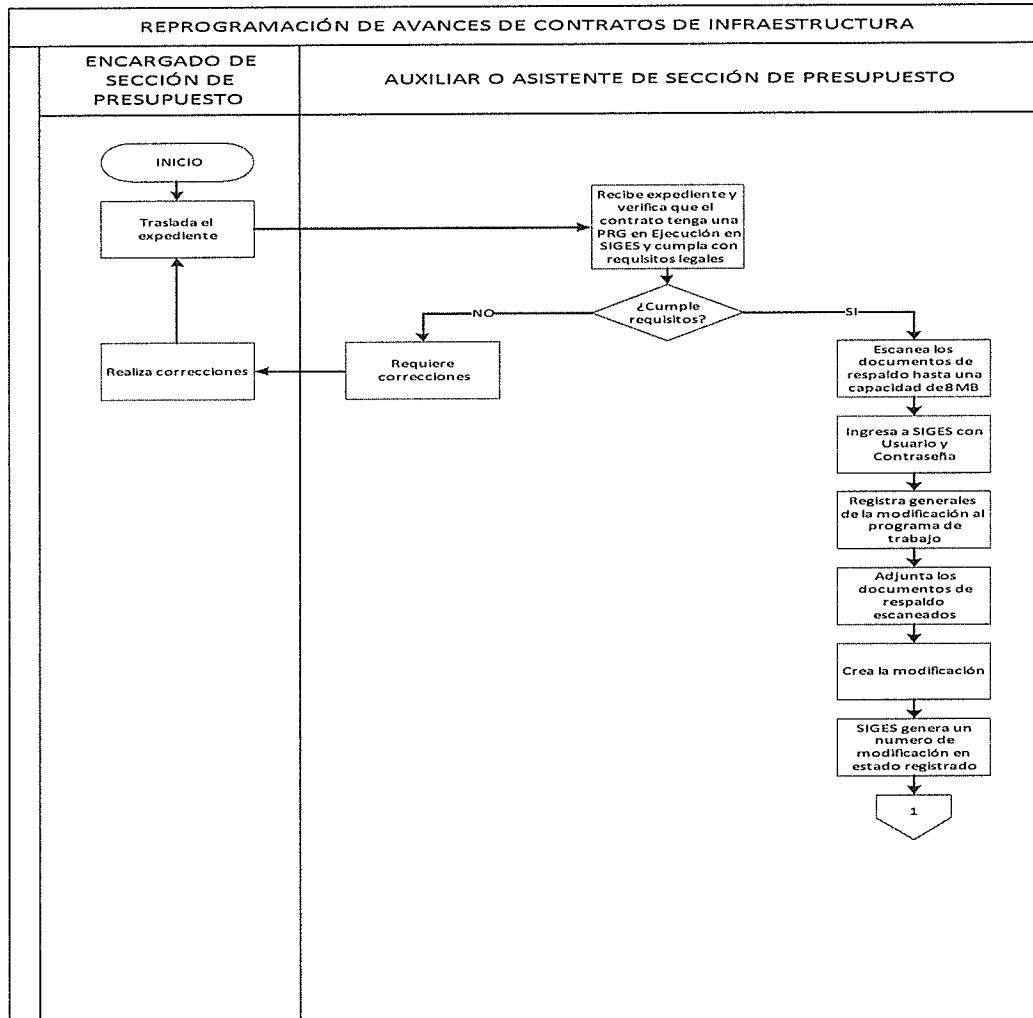 REPROGRAMACIÓN DE AVANCES DE CONTRATOS DE INFRAESTRUCTURA
ENCARGADO DE
SECCIÓN DE
PRESUPUESTO
AUXILIAR O ASISTENTE DE SECCIÓN DE PRESUPUESTO
INICIO
Traslada el
expediente
Recibe expediente y
verifica que el
contrato tenga una
PRG en Ejecución en
SIGES y cumpla con
requisitos legales
¿Cumple
requisitos?
NO
SI
Realiza correcciones
Requiere
correcciones
Escanea los
documentos de
respaldo hasta una
capacidad de 8 MB
Ingresa a SIGES con
Usuario y
Contraseña
Registra generales
de la modificación al
programa de
trabajo
Adjunta los
documentos de
respaldo
escaneados
Crea la modificación
SIGES genera un
numero de
modificación en
estado registrado
1